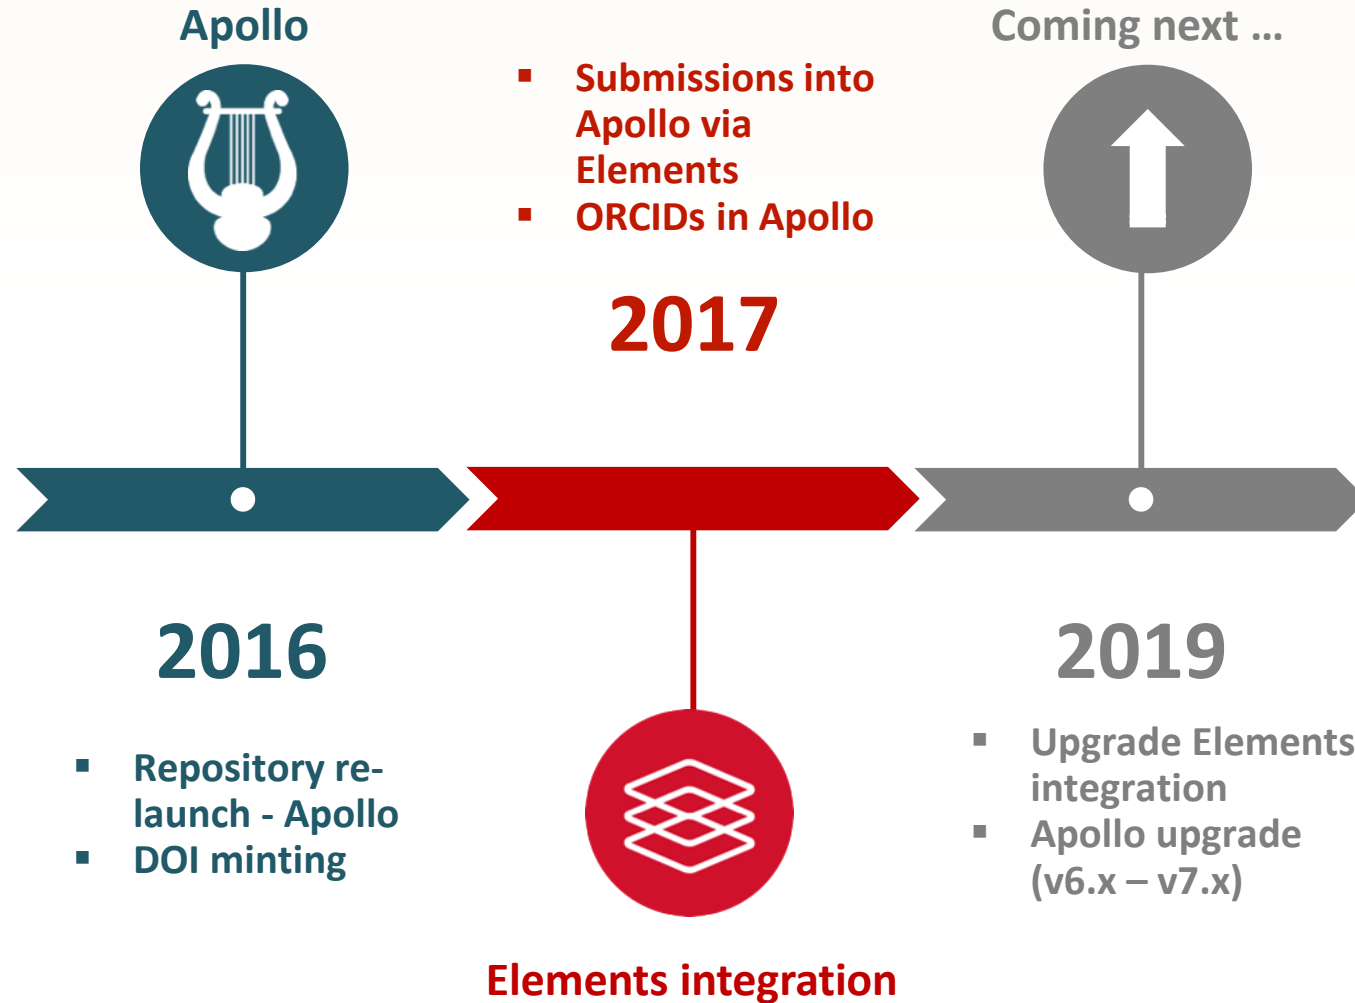 Apollo
▪ Submissions into
Apollo via
Elements
▪ ORCIDs in Apollo
2017
Coming next ...
2016
▪ Repository re-
launch - Apollo
▪ DOI minting
Elements integration
2019
▪ Upgrade Elements
integration
▪ Apollo upgrade
(v6.x – v7.x)